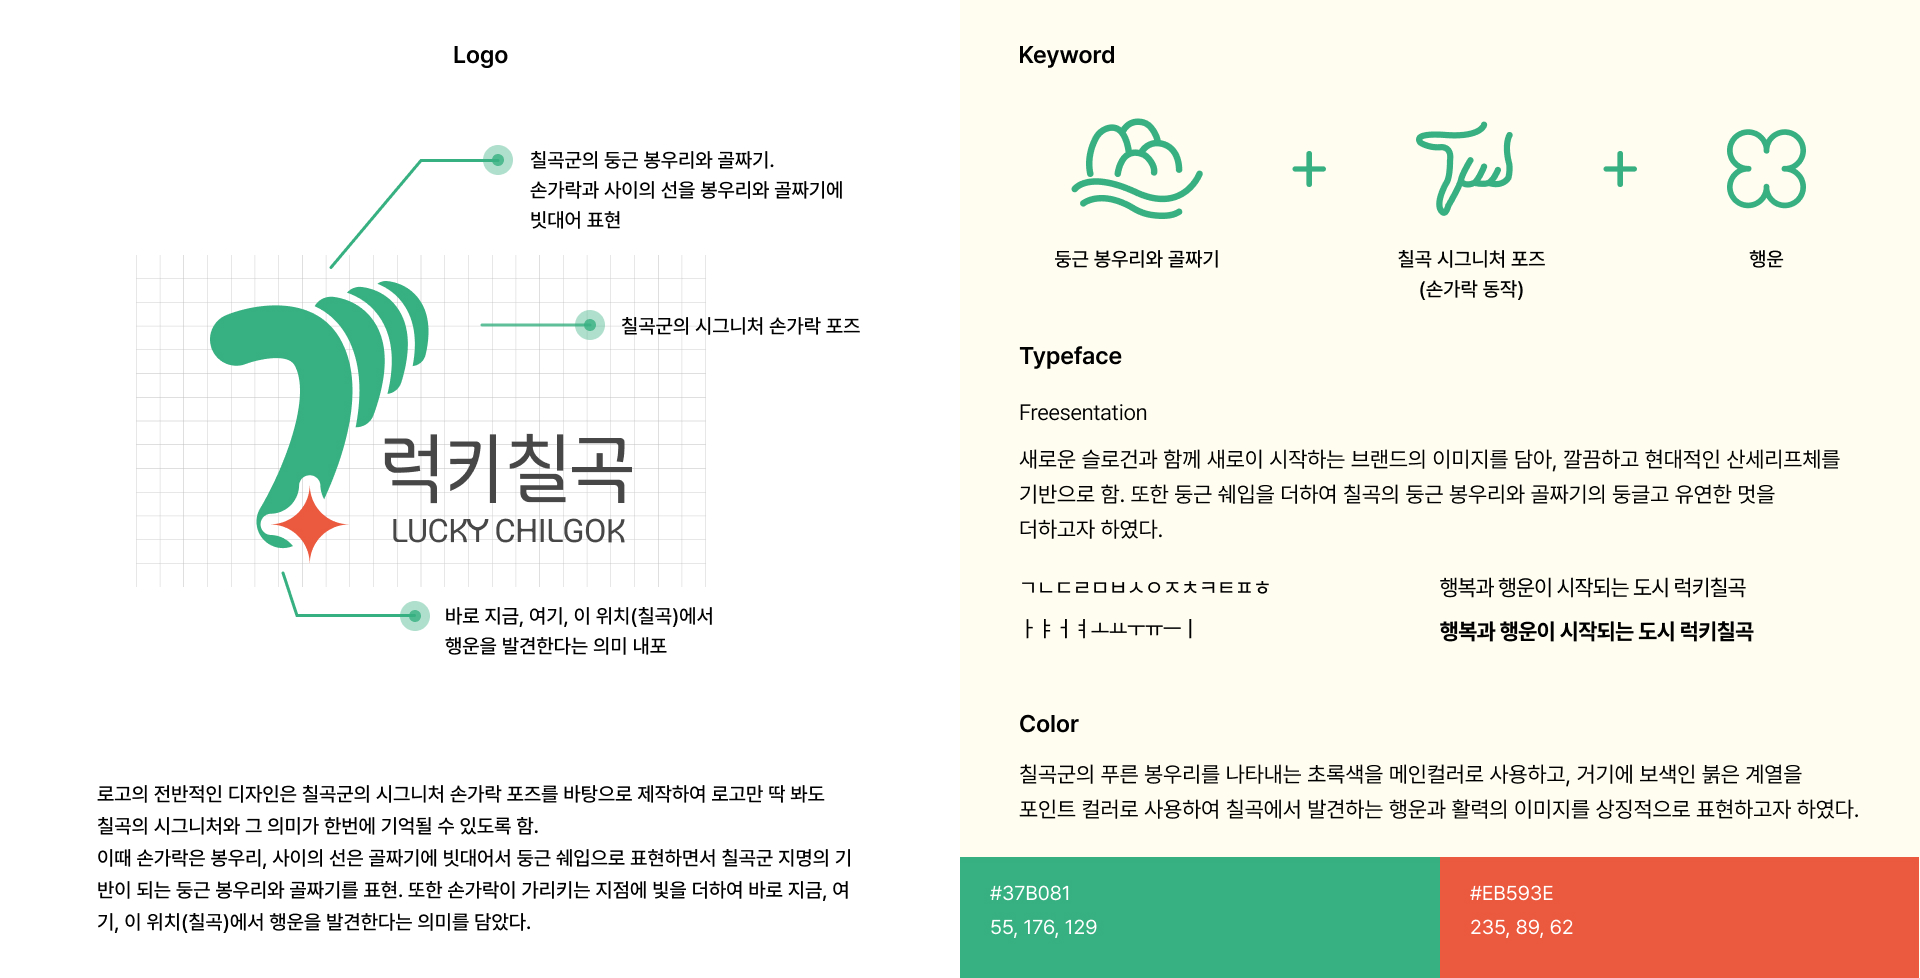 Logo
칠곡군의 둥근 봉우리와 골짜기.
손가락과 사이의 선을 봉우리와 골짜기에
빗대어 표현
칠곡군의 시그니처 손가락 포즈
럭키칠곡
LUCKY CHILGOK
바로 지금, 여기, 이 위치(칠곡)에서
행운을 발견한다는 의미 내포
로고의 전반적인 디자인은 칠곡군의 시그니처 손가락 포즈를 바탕으로 제작하여 로고만 딱 봐도
칠곡의 시그니처와 그 의미가 한번에 기억될 수 있도록 함.
이때 손가락은 봉우리, 사이의 선은 골짜기에 빗대어서 둥근 쉐입으로 표현하면서 칠곡군 지명의 기
반이 되는 둥근 봉우리와 골짜기를 표현. 또한 손가락이 가리키는 지점에 빛을 더하여 바로 지금, 여
기, 이 위치(칠곡)에서 행운을 발견한다는 의미를 담았다.
Keyword
둥근 봉우리와 골짜기
칠곡 시그니처 포즈
(손가락 동작)
행운
Typeface
Freesentation
새로운 슬로건과 함께 새로이 시작하는 브랜드의 이미지를 담아, 깔끔하고 현대적인 산세리프체를
기반으로 함. 또한 둥근 쉐입을 더하여 칠곡의 둥근 봉우리와 골짜기의 둥글고 유연한 멋을
더하고자 하였다.
ㄱㄴㄷㄹㅁㅂㅅㅇㅈㅊㅋㅌㅍㅎ
ㅏㅑㅓㅕㅗㅛㅜㅠㅡㅣ
행복과 행운이 시작되는 도시 럭키칠곡
행복과 행운이 시작되는 도시 럭키칠곡
Color
칠곡군의 푸른 봉우리를 나타내는 초록색을 메인컬러로 사용하고, 거기에 보색인 붉은 계열을
포인트 컬러로 사용하여 칠곡에서 발견하는 행운과 활력의 이미지를 상징적으로 표현하고자 하였다.
#37B081
55, 176, 129
#EB593E
235, 89, 62